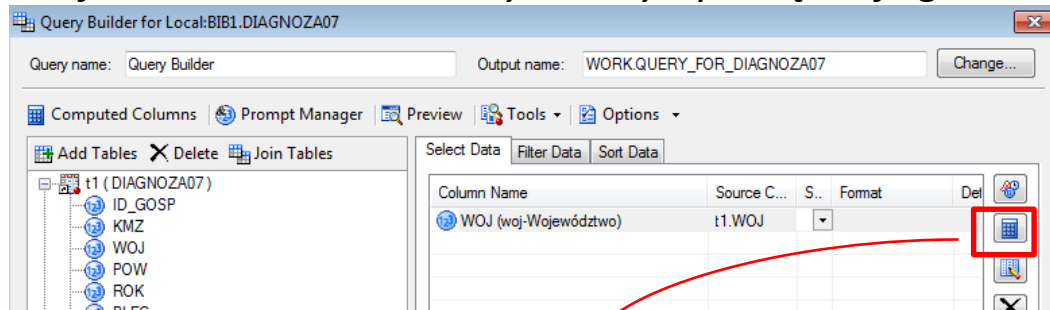 Query Builder for Local:BIB1.DIAGNOZA07
Query name: Query Builder Output name: WORK.QUERY_FOR_DIAGNOZA07 Change...
Computed Columns Prompt Manager Preview Tools Options
Add Tables Delete Join Tables Select Data Filter Data Sort Data
t1 (DIAGNOZA07)
ID_GOSP
KMZ
WOJ
POW
ROK
Column Name Source C... S.. Format Det
WOJ (woj-Województwo) t1.WOJ